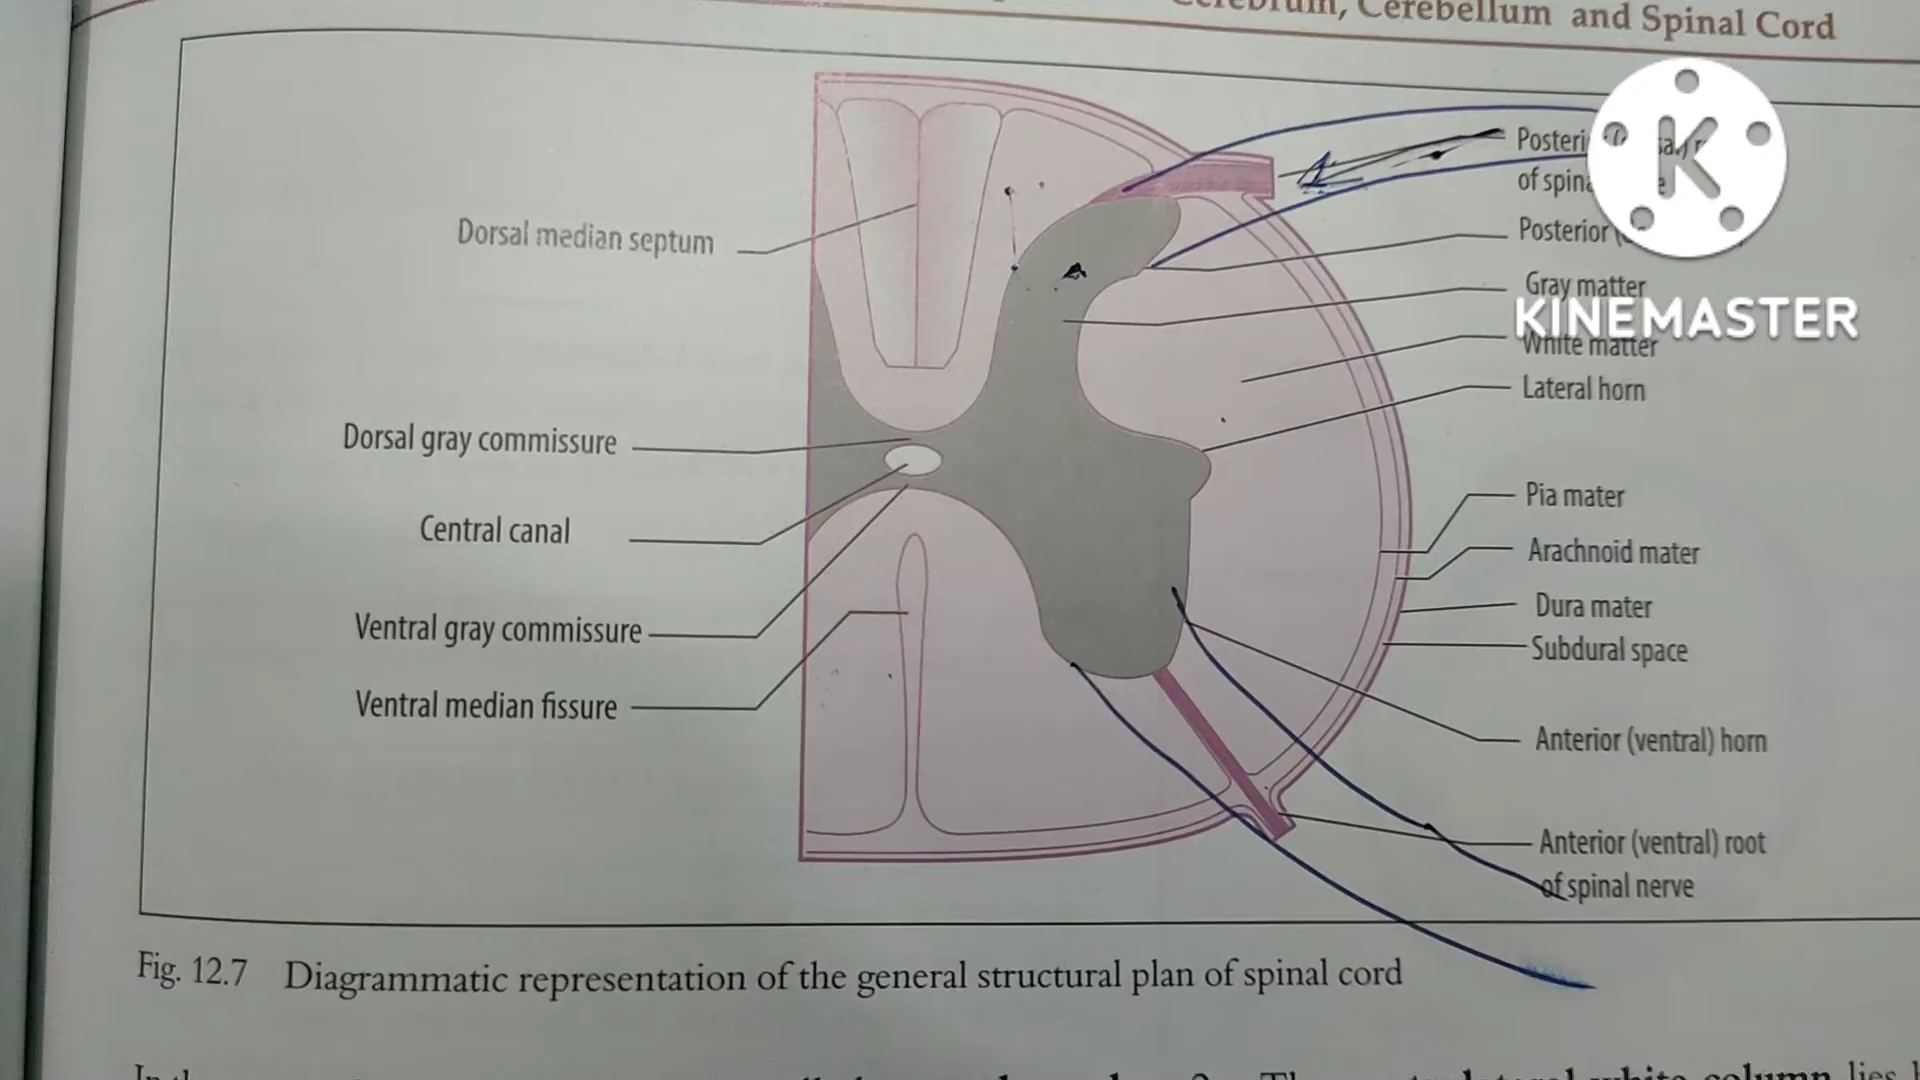 Cerebrum, Cerebellum and Spinal Cord
Dorsal median septum
Dorsal gray commissure
Central canal
Ventral gray commissure
Ventral median fissure
of
Posterior
Gray matter
KINEMASTER
White matter
Lateral horn
Pia mater
Arachnoid mater
Dura mater
Subdural space
Anterior (ventral) horn
Anterior (ventral) root
of spinal nerve
Fig. 12.7 Diagrammatic representation of the general structural plan of spinal cord
white column lies